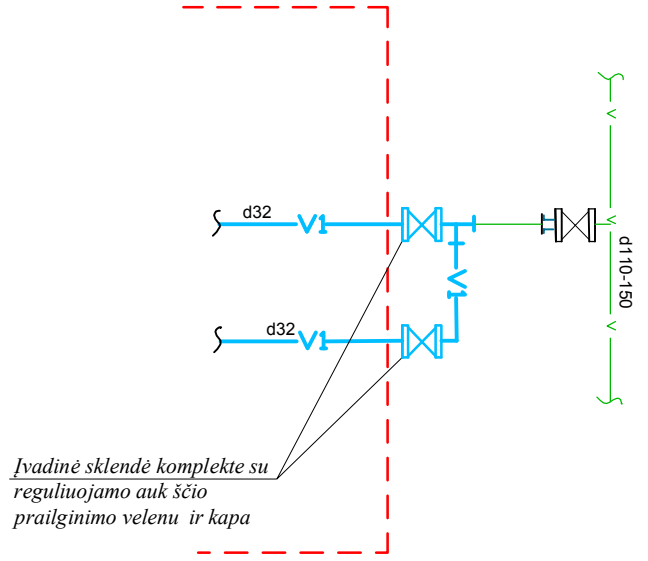 d32
V1
V
d110-150
V1
V
V
d32
V1
V
Įvadinė sklendė komplekte su
reguliuojamo auk ščio
prailginimo velenu ir kapa